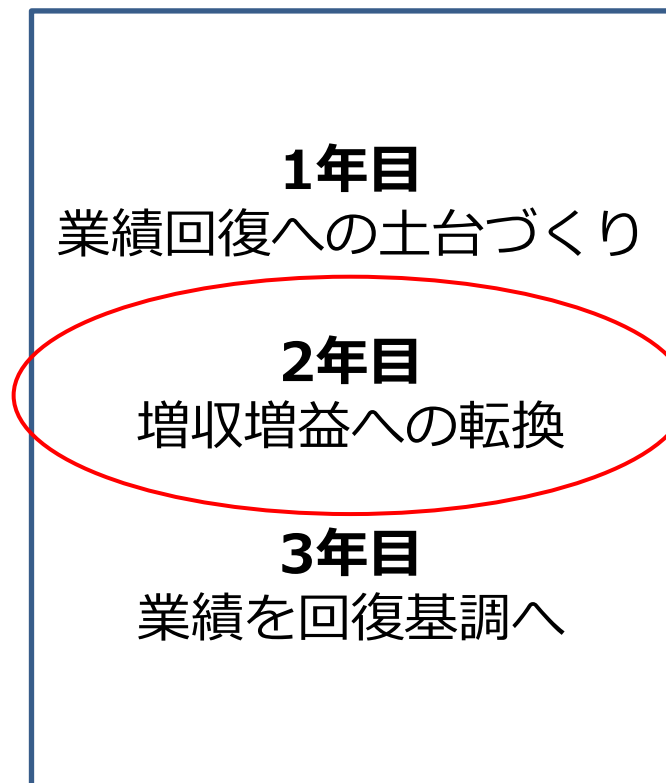 1年目
業績回復への土台づくり
2年目
増収増益への転換
3年目
業績を回復基調へ